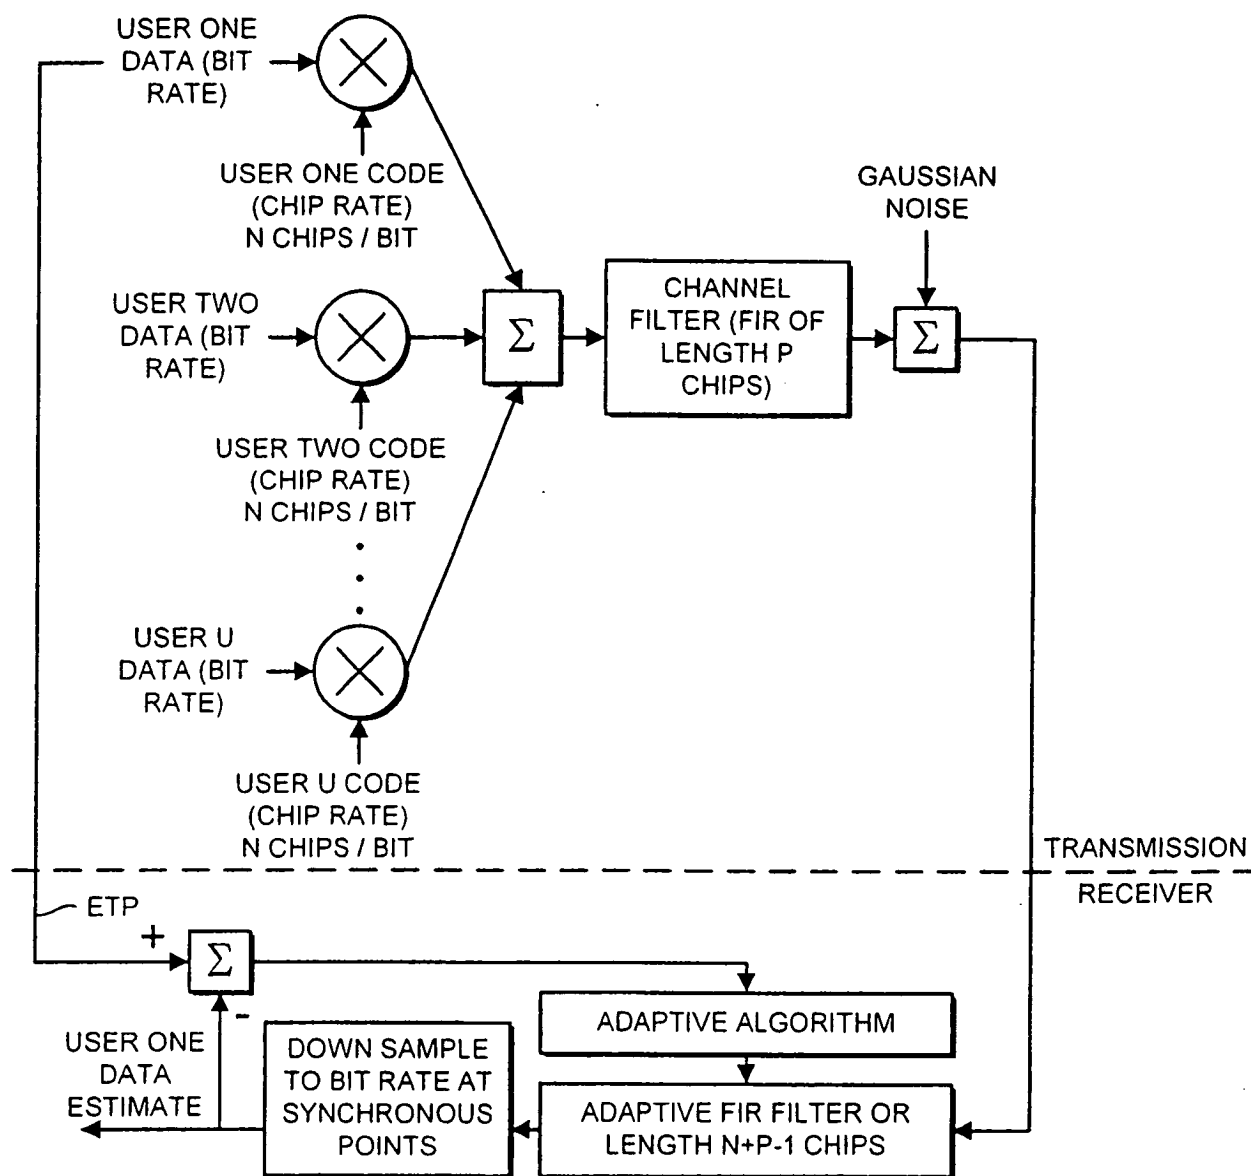 USER ONE
DATA (BIT
RATE)
USER ONE CODE
(CHIP RATE)
N CHIPS / BIT
GAUSSIAN
NOISE
USER TWO
DATA (BIT
RATE)
Σ
CHANNEL
FILTER (FIR OF
LENGTH P
CHIPS)
Σ
USER TWO CODE
(CHIP RATE)
N CHIPS / BIT
USER U
DATA (BIT
RATE)
USER U CODE
(CHIP RATE)
N CHIPS / BIT
TRANSMISSION
RECEIVER
ETP
+
Σ
-
ADAPTIVE ALGORITHM
USER ONE
DATA
ESTIMATE
DOWN SAMPLE
TO BIT RATE AT
SYNCHRONOUS
POINTS
ADAPTIVE FIR FILTER OR
LENGTH N+P-1 CHIPS